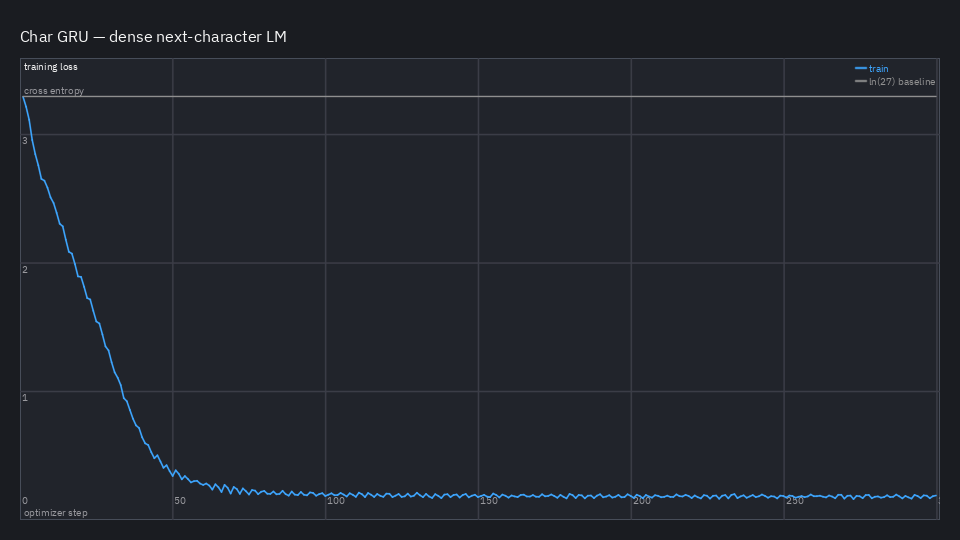 Char GRU — dense next-character LM
training loss
train
cross entropy
ln(27) baseline
3
2
1
0 50 100 150 200 250
optimizer step